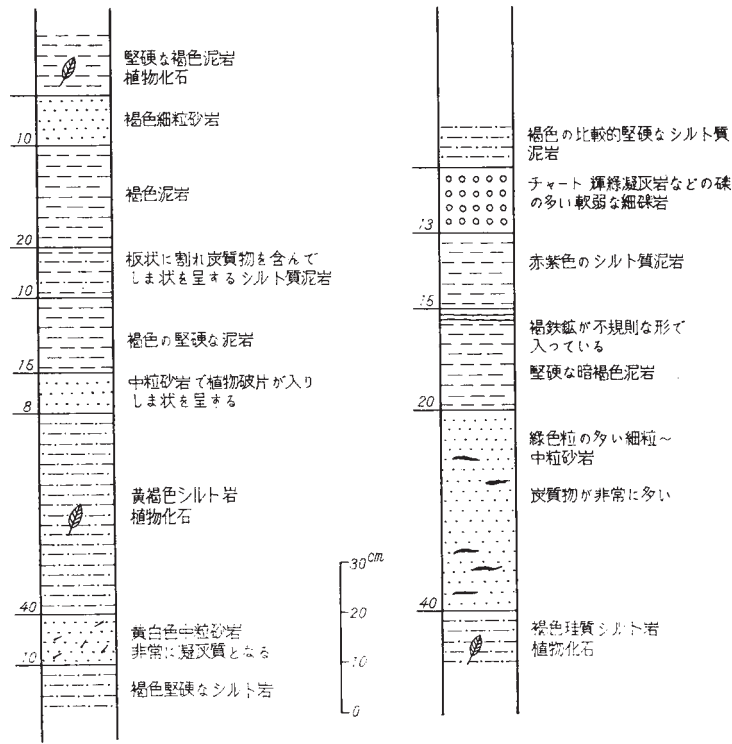 堅硬な褐色泥岩
植物化石
褐色細粒砂岩
10
褐色泥岩
20
板状に割れ炭質物を含んで
しま状を呈するシルト質泥岩
10
褐色の堅硬な泥岩
16
中粒砂岩で植物破片が入り
しま状を呈する
8
黄褐色シルト岩
植物化石
40
黄白色中粒砂岩
非常に凝灰質となる
10
褐色堅硬なシルト岩
30cm
20
10
0
褐色の比較的堅硬なシルト質
泥岩
チャート 輝緑凝灰岩などの礫
の多い軟弱な細礫岩
13
赤紫色のシルト質泥岩
15
褐鉄鉱が不規則な形で
入っている
堅硬な暗褐色泥岩
20
緑色粒の多い細粒～
中粒砂岩
炭質物が非常に多い
40
褐色珪質シルト岩
植物化石